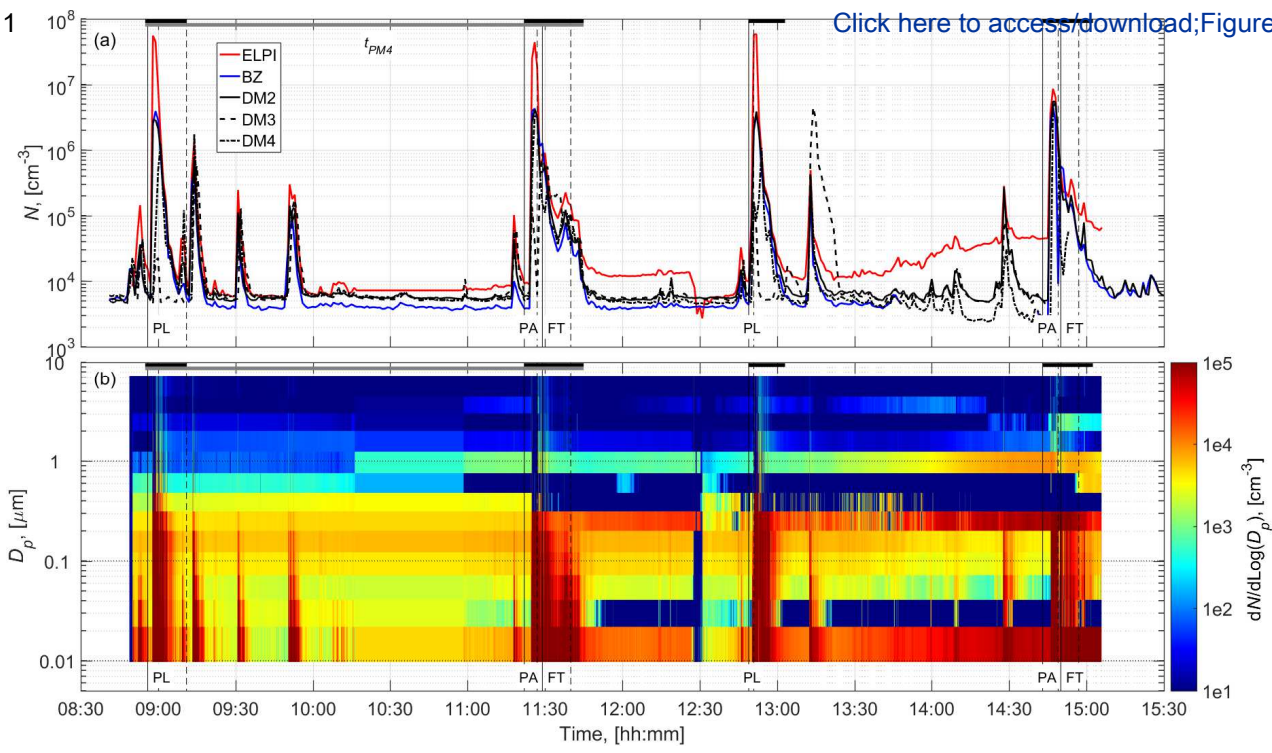 1
Click here to access/download;Figure
(a)
t_PM4
ELPI
BZ
DM2
DM3
DM4
10^8
10^7
10^6
10^5
10^4
10^3
N, [cm^-3]
PL
PA
FT
PL
PA
FT
(b)
10
1
0.1
0.01
D_p, [μm]
PL
PA
FT
PL
PA
FT
1e5
1e4
1e3
1e2
1e1
dN/dLog(D_p), [cm^-3]
08:30 09:00 09:30 10:00 10:30 11:00 11:30 12:00 12:30 13:00 13:30 14:00 14:30 15:00 15:30
Time, [hh:mm]